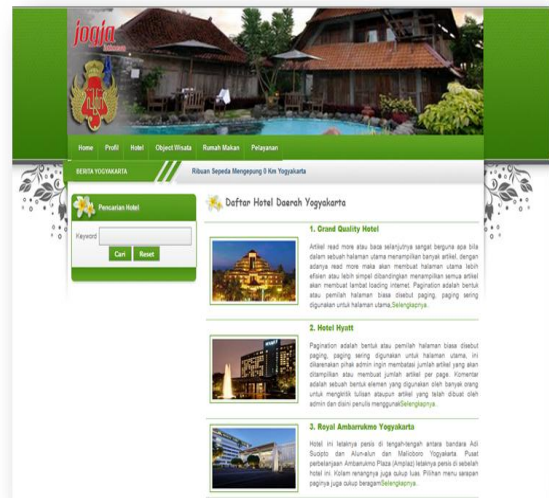 jogja
Indonesia
Home Profil Hotel Object Wisata Rumah Makan Pelayanan
BERITA YOGYAKARTA
Ribuan Sepeda Mengepung 0 Km Yogyakarta
Pencarian Hotel
Keyword
Cari Reset
Daftar Hotel Daerah Yogyakarta
1. Grand Quality Hotel
Artikel read more atau baca selanjutnya sangat berguna apa bila
dalam sebuah halaman utama menampilkan banyak artikel, dengan
adanya read more maka akan membuat halaman utama lebih
efisien atau lebih simpel dibandingkan menampilkan semua artikel
akan membuat lambat loading internet. Pagination adalah bentuk
atau pemilah halaman biasa disebut paging, paging sering
digunakan untuk halaman utama,Selengkapnya..
2. Hotel Hyatt
Pagination adalah bentuk atau pemilah halaman biasa disebut
paging, paging sering digunakan untuk halaman utama, ini
dikarenakan pihak admin ingin membatasi jumlah artikel yang akan
ditampilkan atau membuat jumlah artikel per page. Komentar
adalah sebuah bentuk elemen yang digunakan oleh banyak orang
untuk mengkritik tulisan ataupun artikel yang telah dibuat oleh
admin dan disini penulis menggunakSelengkapnya..
3. Royal Ambarrukmo Yogyakarta
Hotel ini letaknya persis di tengah-tengah antara bandara Adi
Sucipto dan Alun-alun dan Malioboro Yogyakarta. Pusat
perbelanjaan Ambarrukmo Plaza (Amplaz) letaknya persis di sebelah
hotel ini. Kolam renangnya juga cukup luas. Pilihan menu sarapan
paginya juga cukup beragamSelengkapnya..